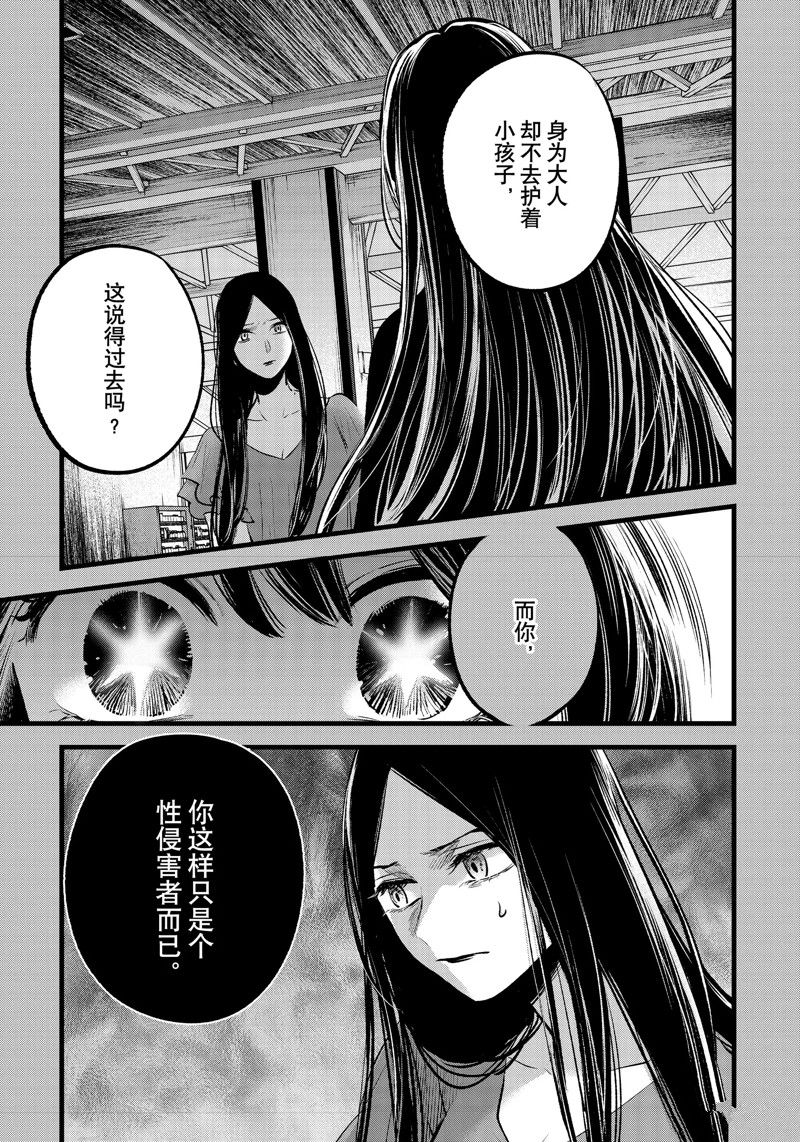 身为大人
却不去护着
小孩子，
这说得过去吗？
而你，
你这样只是个
性侵害者而已。